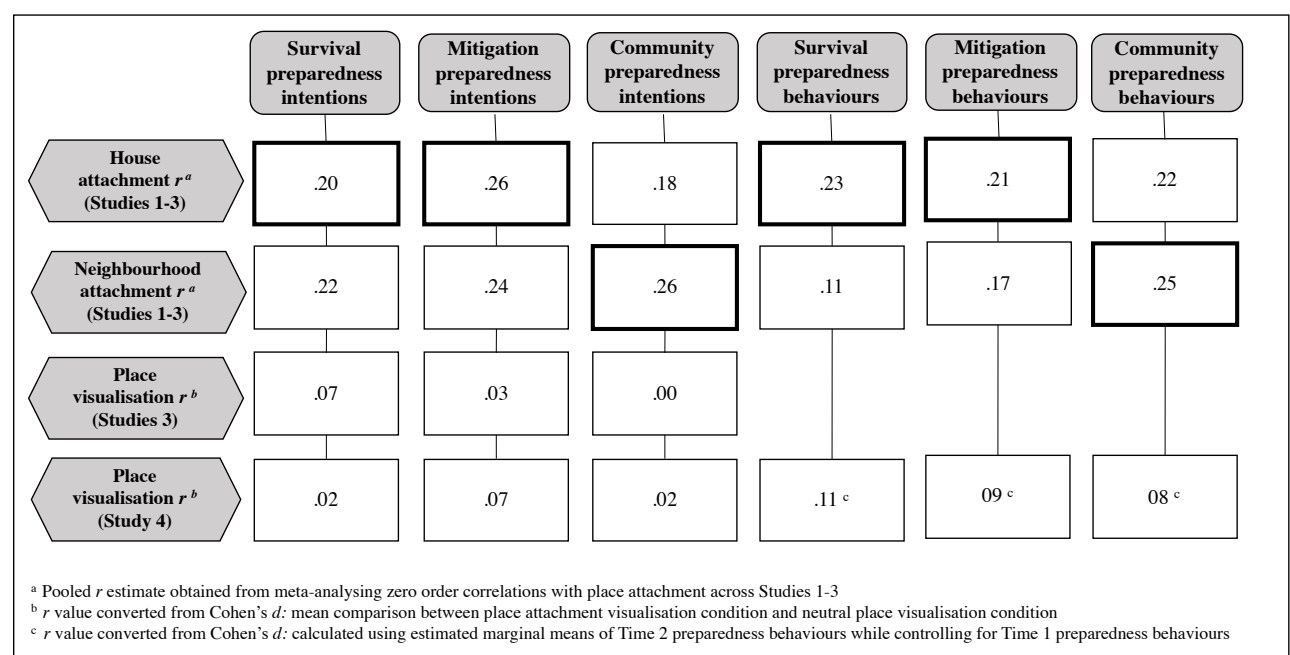 Survival
preparedness
intentions
Mitigation
preparedness
intentions
Community
preparedness
intentions
Survival
preparedness
behaviours
Mitigation
preparedness
behaviours
Community
preparedness
behaviours
House
attachment r a
(Studies 1-3)
.20
.26
.18
.23
.21
.22
Neighbourhood
attachment r a
(Studies 1-3)
.22
.24
.26
.11
.17
.25
Place
visualisation r b
(Studies 3)
.07
.03
.00
Place
visualisation r b
(Study 4)
.02
.07
.02
.11 c
09 c
08 c
a Pooled r estimate obtained from meta-analysing zero order correlations with place attachment across Studies 1-3
b r value converted from Cohen's d: mean comparison between place attachment visualisation condition and neutral place visualisation condition
c r value converted from Cohen's d: calculated using estimated marginal means of Time 2 preparedness behaviours while controlling for Time 1 preparedness behaviours